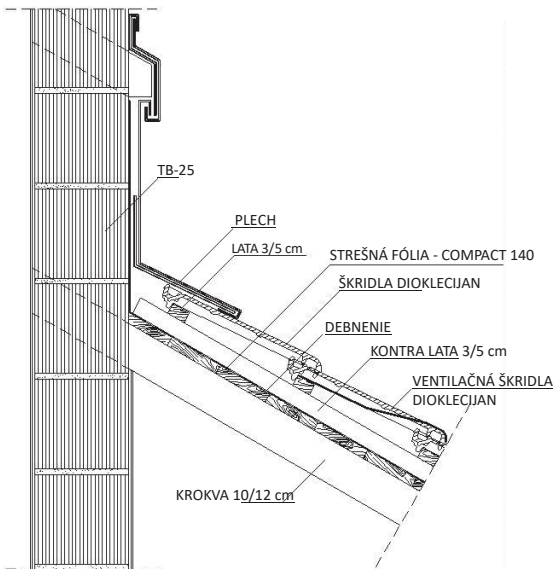 TB-25
PLECH
LATA 3/5 cm
STREŠNÁ FÓLIA - COMPACT 140
ŠKRIDLA DIOKLECIJAN
DEBNENIE
KONTRA LATA 3/5 cm
VENTILAČNÁ ŠKRIDLA
DIOKLECIJAN
KROKVA 10/12 cm